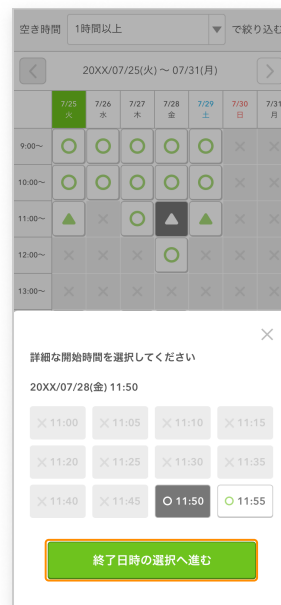 空き時間 1時間以上 ▼ で絞り込む
< 20XX/07/25(火) ～ 07/31(月) >
7/25 7/26 7/27 7/28 7/29 7/30 7/31
火 水 木 金 土 日 月
9:00～ ○ ○ ○ ○ ○ × ×
10:00～ ○ ○ ○ ○ ○ × ×
11:00～ ▲ × ○ ▲ ▲ × ×
12:00～ × × × ○ × × ×
13:00～ × × × × × × ×
×
詳細な開始時間を選択してください
20XX/07/28(金) 11:50
× 11:00 × 11:05 × 11:10 × 11:15
× 11:20 × 11:25 × 11:30 × 11:35
× 11:40 × 11:45 ○ 11:50 ○ 11:55
終了日時の選択へ進む